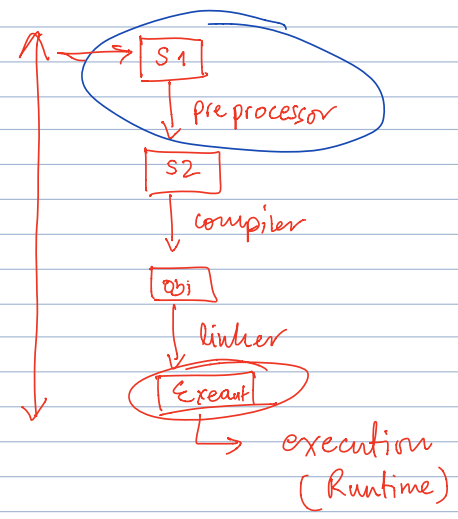 S1
preprocessor
S2
compiler
obj
linker
Execut
execution
(Runtime)